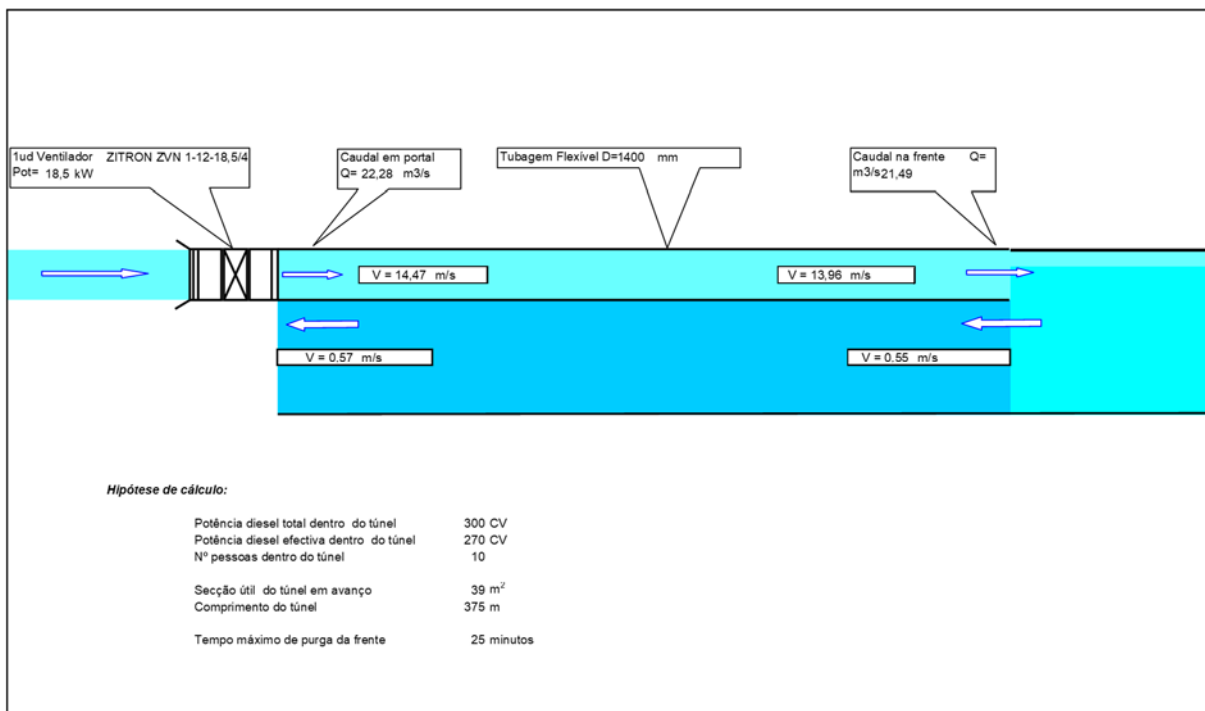 1ud Ventilador ZITRON ZVN 1-12-18,5/4
Pot= 18,5 kW
Caudal em portal
Q= 22,28 m3/s
Tubagem Flexível D=1400 mm
Caudal na frente Q=
m3/s21,49
V = 14,47 m/s
V = 13,96 m/s
V = 0.57 m/s
V = 0.55 m/s
Hipótese de cálculo:
Potência diesel total dentro do túnel 300 CV
Potência diesel efectiva dentro do túnel 270 CV
Nº pessoas dentro do túnel 10
Secção útil do túnel em avanço 39 m²
Comprimento do túnel 375 m
Tempo máximo de purga da frente 25 minutos